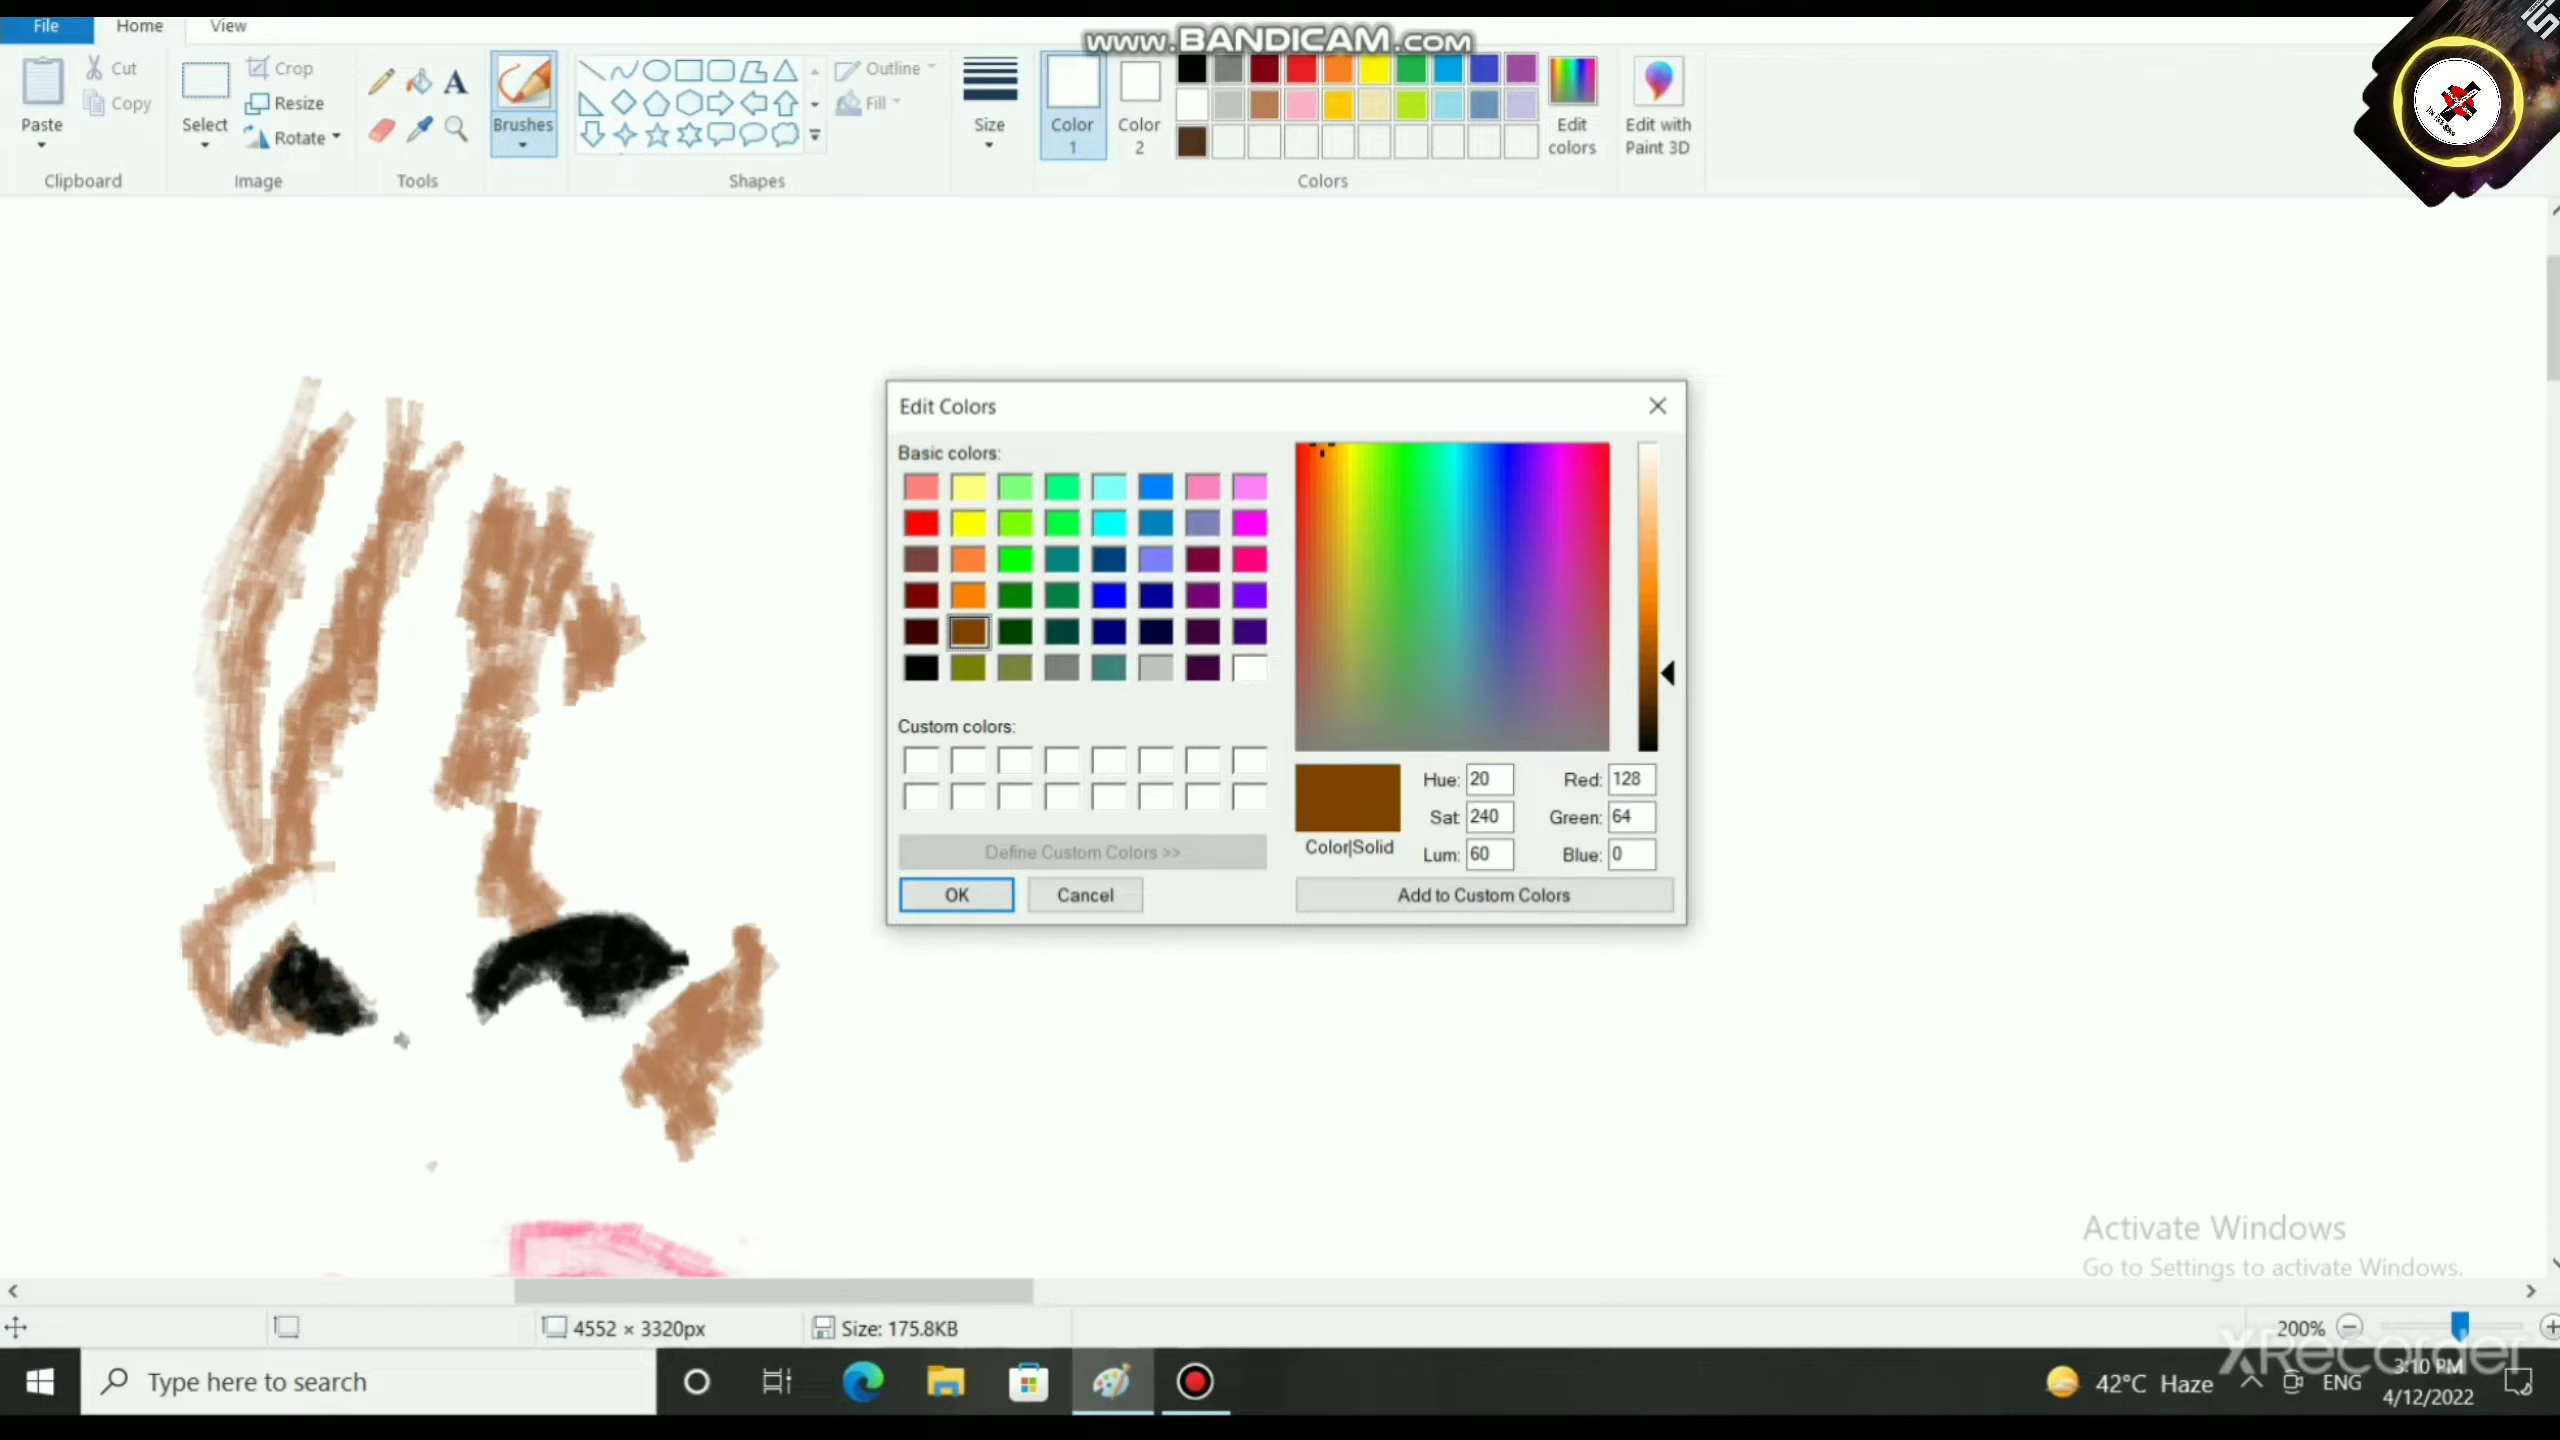 File Home View
www.BANDICAM.com
Cut
Copy
Paste
Clipboard
Select
Crop
Resize
Rotate
Image
A
Tools
Brushes
Shapes
Outline
Fill
Size
Color 1
Color 2
Colors
Edit colors
Edit with Paint 3D
Edit Colors
Basic colors:
Custom colors:
Define Custom Colors >>
OK Cancel
Color|Solid
Hue: 20
Sat: 240
Lum: 60
Red: 128
Green: 64
Blue: 0
Add to Custom Colors
Activate Windows
Go to Settings to activate Windows.
4552 × 3320px
Size: 175.8KB
200%
XRecorder
Type here to search
42°C Haze
ENG
3:10 PM
4/12/2022